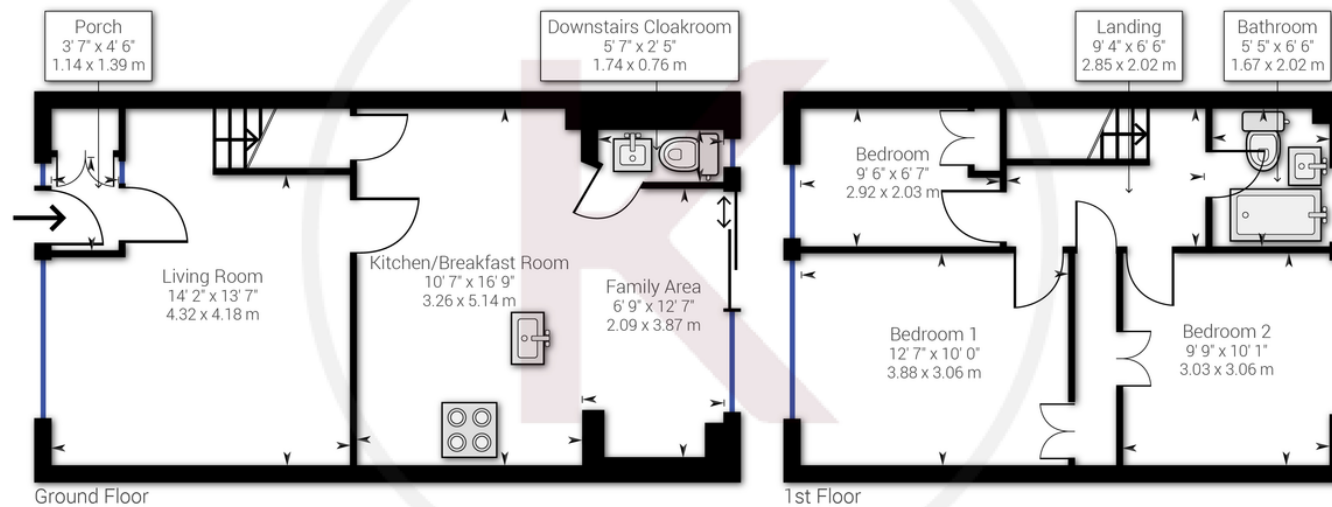 Porch
3' 7" x 4' 6"
1.14 x 1.39 m
Downstairs Cloakroom
5' 7" x 2' 5"
1.74 x 0.76 m
Landing
9' 4" x 6' 6"
2.85 x 2.02 m
Bathroom
5' 5" x 6' 6"
1.67 x 2.02 m
Living Room
14' 2" x 13' 7"
4.32 x 4.18 m
Kitchen/Breakfast Room
10' 7" x 16' 9"
3.26 x 5.14 m
Family Area
6' 9" x 12' 7"
2.09 x 3.87 m
Bedroom
9' 6" x 6' 7"
2.92 x 2.03 m
Bedroom 1
12' 7" x 10' 0"
3.88 x 3.06 m
Bedroom 2
9' 9" x 10' 1"
3.03 x 3.06 m
Ground Floor
1st Floor
K